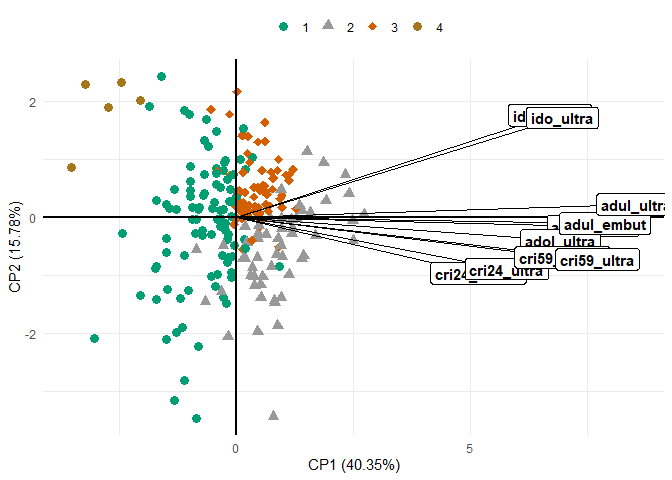 1 2 3 4
2
0
-2
CP2 (15.78%)
ido_ultra
adul_ultra
adul_embut
adol_ultra
cri59_ultra
cri24_ultra
0
5
CP1 (40.35%)